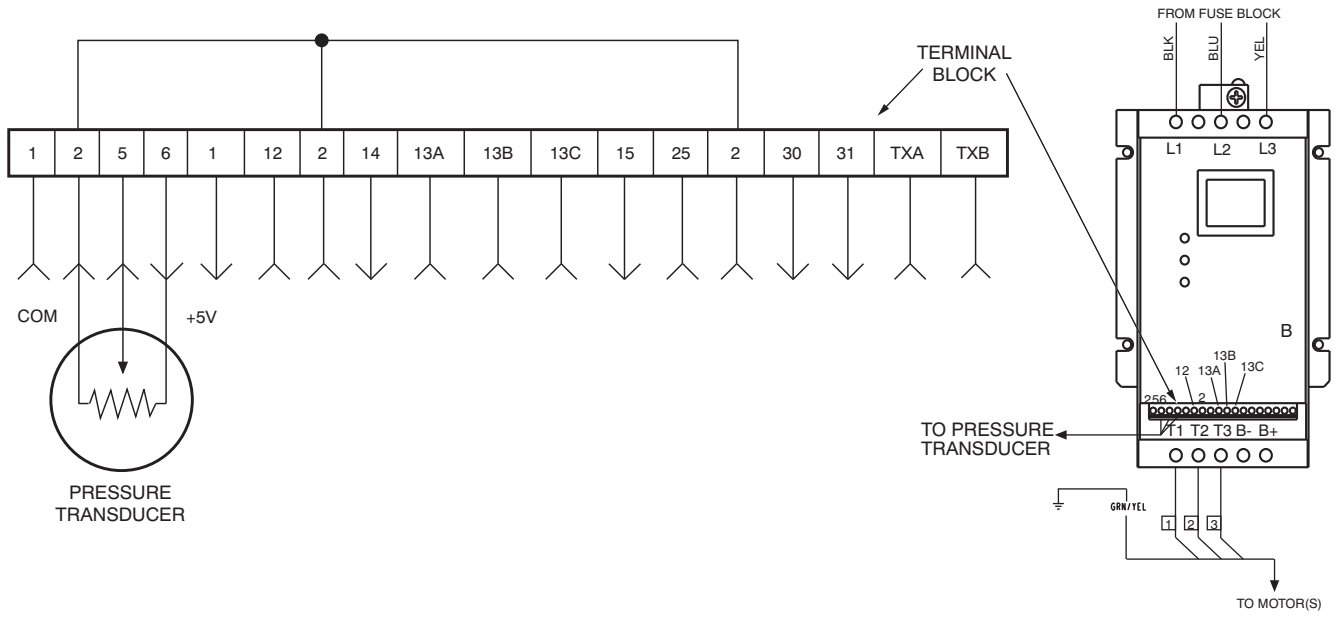 FROM FUSE BLOCK
BLK BLU YEL
TERMINAL
BLOCK
1 2 5 6 1 12 2 14 13A 13B 13C 15 25 2 30 31 TXA TXB
L1 L2 L3
COM +5V
B
13B
12 13A 13C
256 2
T1 T2 T3 B- B+
TO PRESSURE
TRANSDUCER
PRESSURE
TRANSDUCER
GRN/YEL
1 2 3
TO MOTOR(S)